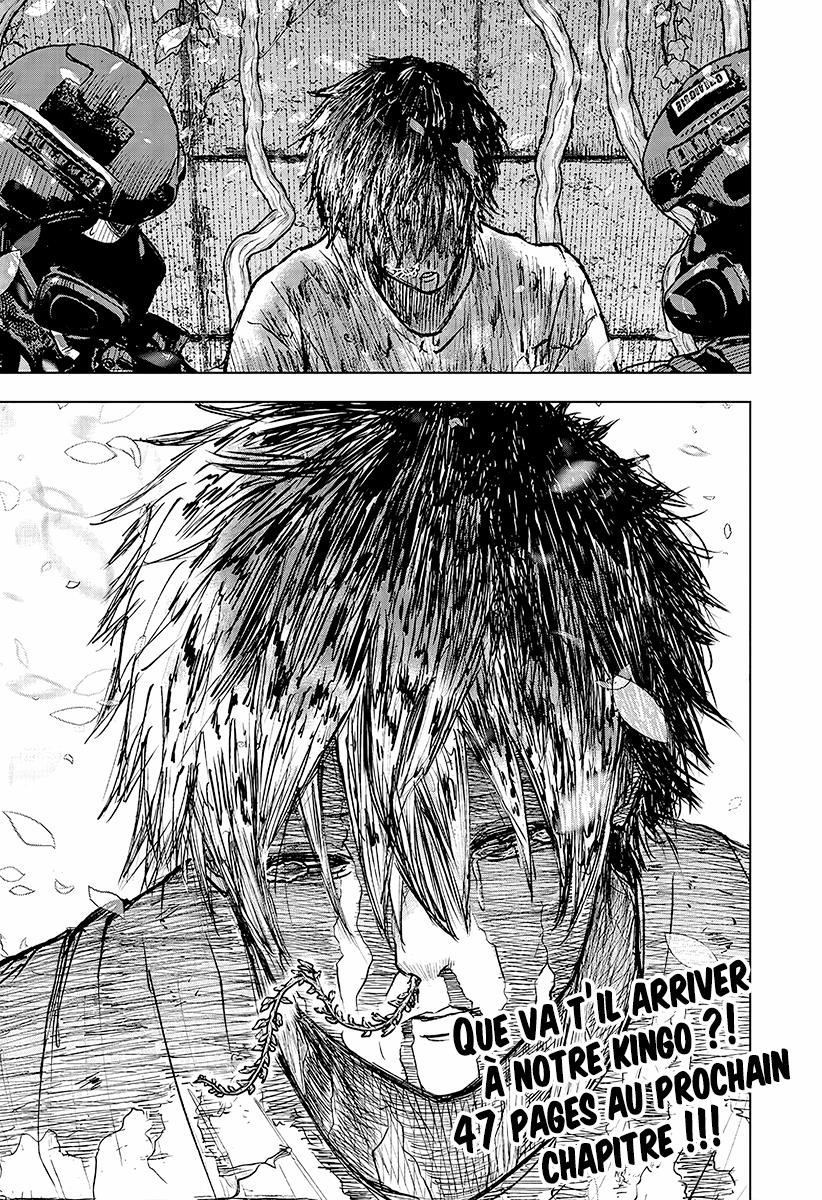 QUE VA T'IL ARRIVER
À NOTRE KINGO ?!
47 PAGES AU PROCHAIN
CHAPITRE !!!